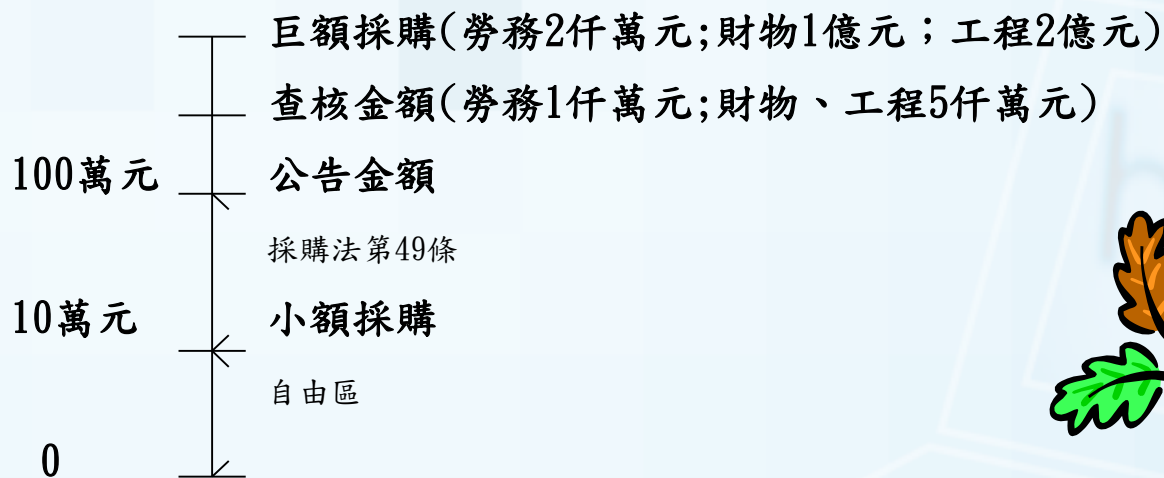 巨額採購(勞務2仟萬元;財物1億元；工程2億元)
查核金額(勞務1仟萬元;財物、工程5仟萬元)
100萬元 公告金額
採購法第49條
10萬元 小額採購
自由區
0